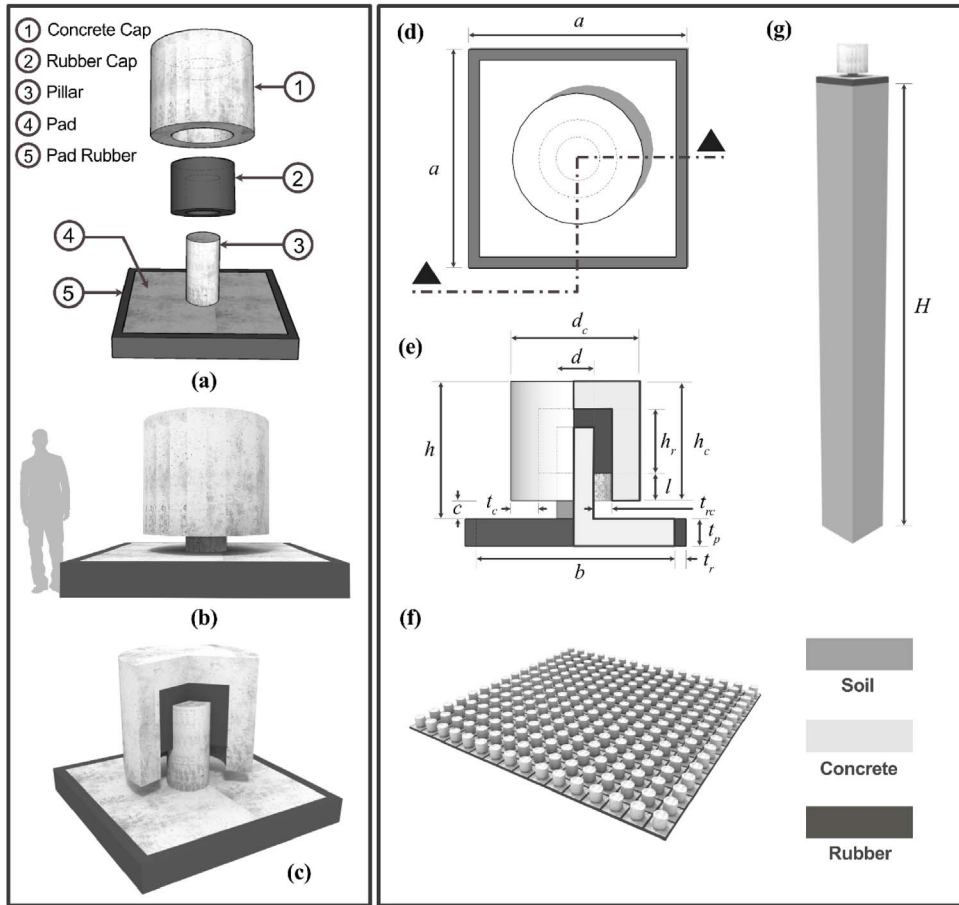 1 Concrete Cap
2 Rubber Cap
3 Pillar
4 Pad
5 Pad Rubber
1
2
3
4
5
(a)
(b)
(c)
(d)
a
a
(e)
d_c
d
h
h_r
h_c
l
c
t_c
t_rc
t_p
t_r
b
(f)
(g)
H
Soil
Concrete
Rubber